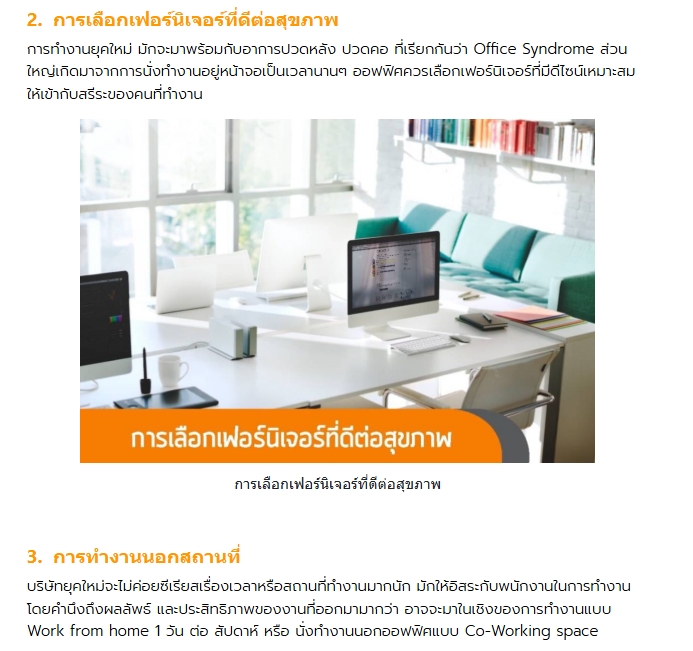 2. การเลือกเฟอร์นิเจอร์ที่ดีต่อสุขภาพ
การทำงานยุคใหม่ มักจะมาพร้อมกับอาการปวดหลัง ปวดคอ ที่เรียกกันว่า Office Syndrome ส่วน
ใหญ่เกิดมาจากการนั่งทำงานอยู่หน้าจอเป็นเวลานานๆ ออฟฟิศควรเลือกเฟอร์นิเจอร์ที่มีดีไซน์เหมาะสม
ให้เข้ากับสรีระของคนที่ทำงาน
การเลือกเฟอร์นิเจอร์ที่ดีต่อสุขภาพ
การเลือกเฟอร์นิเจอร์ที่ดีต่อสุขภาพ
3. การทำงานนอกสถานที่
บริษัทยุคใหม่จะไม่ค่อยซีเรียสเรื่องเวลาหรือสถานที่ทำงานมากนัก มักให้อิสระกับพนักงานในการทำงาน
โดยคำนึงถึงผลลัพธ์ และประสิทธิภาพของงานที่ออกมามากกว่า อาจจะมาในเชิงของการทำงานแบบ
Work from home 1 วัน ต่อ สัปดาห์ หรือ นั่งทำงานนอกออฟฟิศแบบ Co-Working space